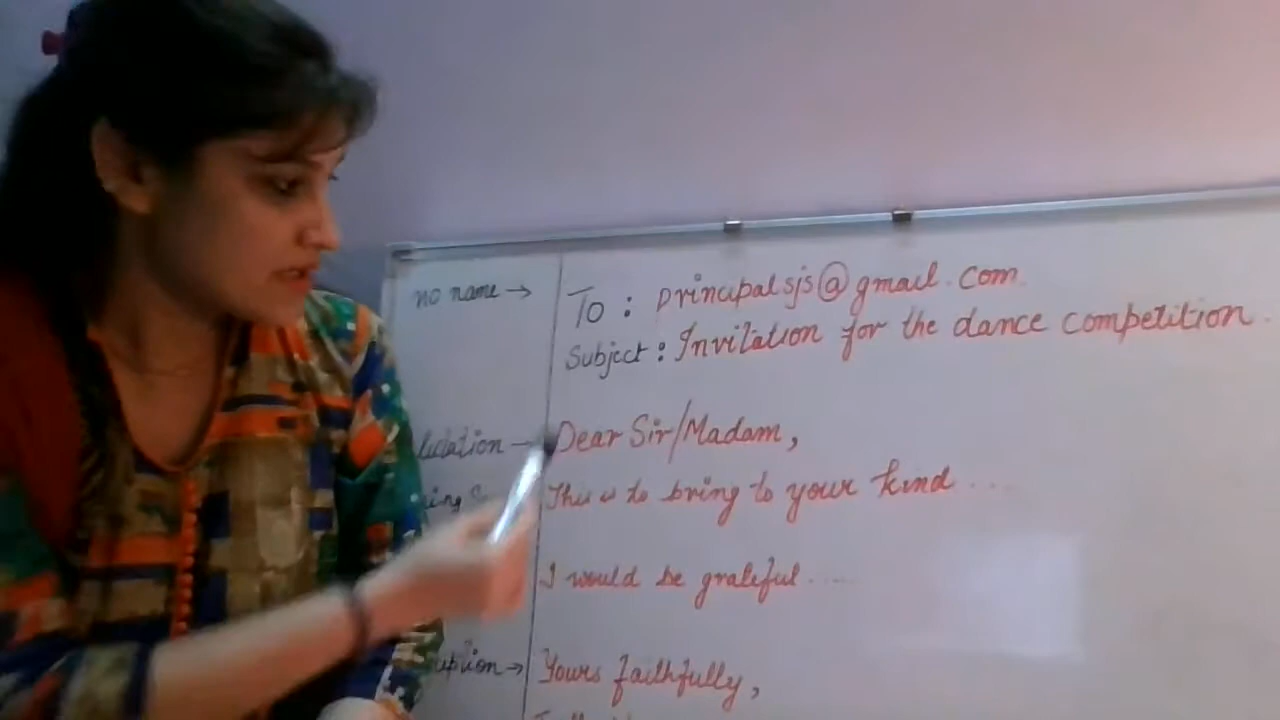 no name → To : principalsjs@gmail.com
Subject : Invitation for the dance competition.
→ Dear Sir/Madam,
This is to bring to your kind ....
I would be grateful .....
→ Yours faithfully,